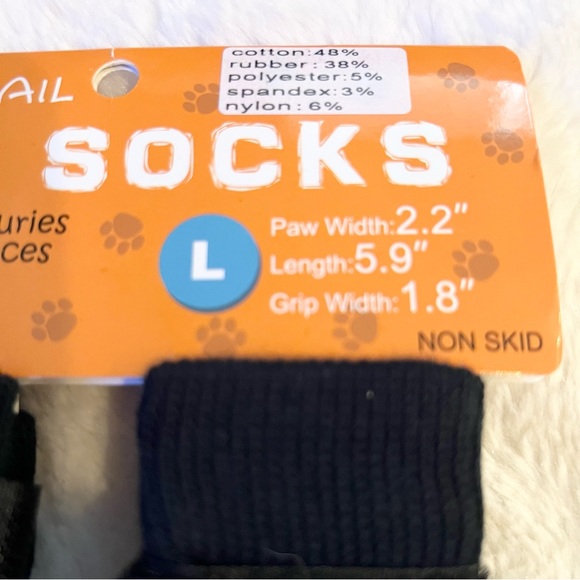 cotton:48%
rubber:38%
polyester:5%
spandex:3%
nylon:6%
AIL
SOCKS
uries
ces
L
Paw Width:2.2"
Length:5.9"
Grip Width:1.8"
NON SKID